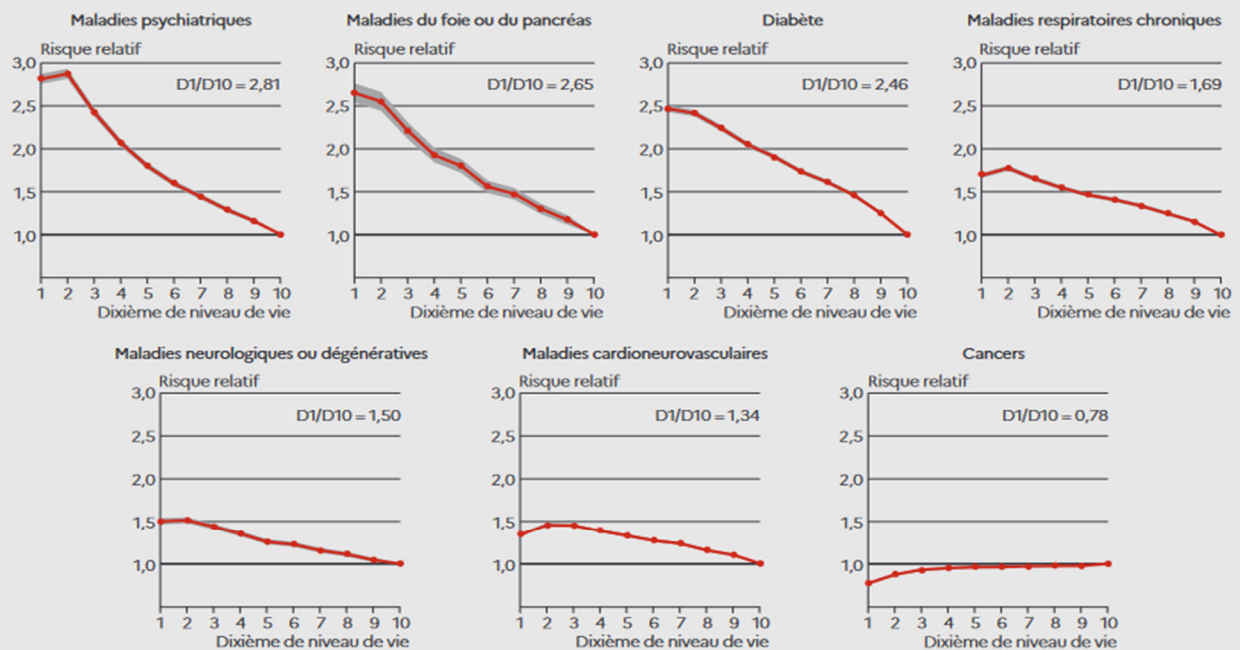 Maladies psychiatriques
Risque relatif
3,0
D1/D10 = 2,81
2,5
2,0
1,5
1,0
1 2 3 4 5 6 7 8 9 10
Dixième de niveau de vie
Maladies du foie ou du pancréas
Risque relatif
3,0
D1/D10 = 2,65
2,5
2,0
1,5
1,0
1 2 3 4 5 6 7 8 9 10
Dixième de niveau de vie
Diabète
Risque relatif
3,0
D1/D10 = 2,46
2,5
2,0
1,5
1,0
1 2 3 4 5 6 7 8 9 10
Dixième de niveau de vie
Maladies respiratoires chroniques
Risque relatif
3,0
D1/D10 = 1,69
2,5
2,0
1,5
1,0
1 2 3 4 5 6 7 8 9 10
Dixième de niveau de vie
Maladies neurologiques ou dégénératives
Risque relatif
3,0
D1/D10 = 1,50
2,5
2,0
1,5
1,0
1 2 3 4 5 6 7 8 9 10
Dixième de niveau de vie
Maladies cardioneurovasculaires
Risque relatif
3,0
D1/D10 = 1,34
2,5
2,0
1,5
1,0
1 2 3 4 5 6 7 8 9 10
Dixième de niveau de vie
Cancers
Risque relatif
3,0
D1/D10 = 0,78
2,5
2,0
1,5
1,0
1 2 3 4 5 6 7 8 9 10
Dixième de niveau de vie